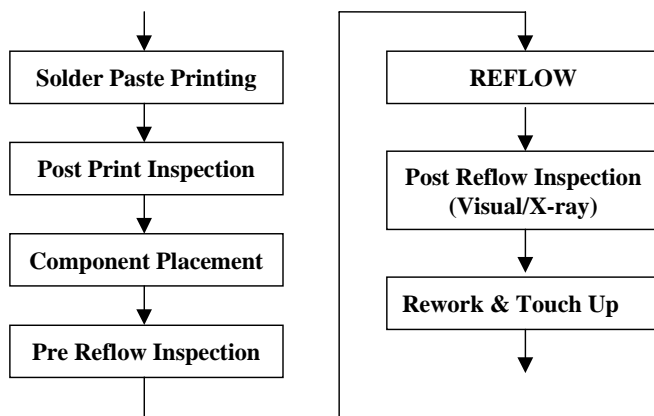 Solder Paste Printing
Post Print Inspection
Component Placement
Pre Reflow Inspection
REFLOW
Post Reflow Inspection
(Visual/X-ray)
Rework & Touch Up